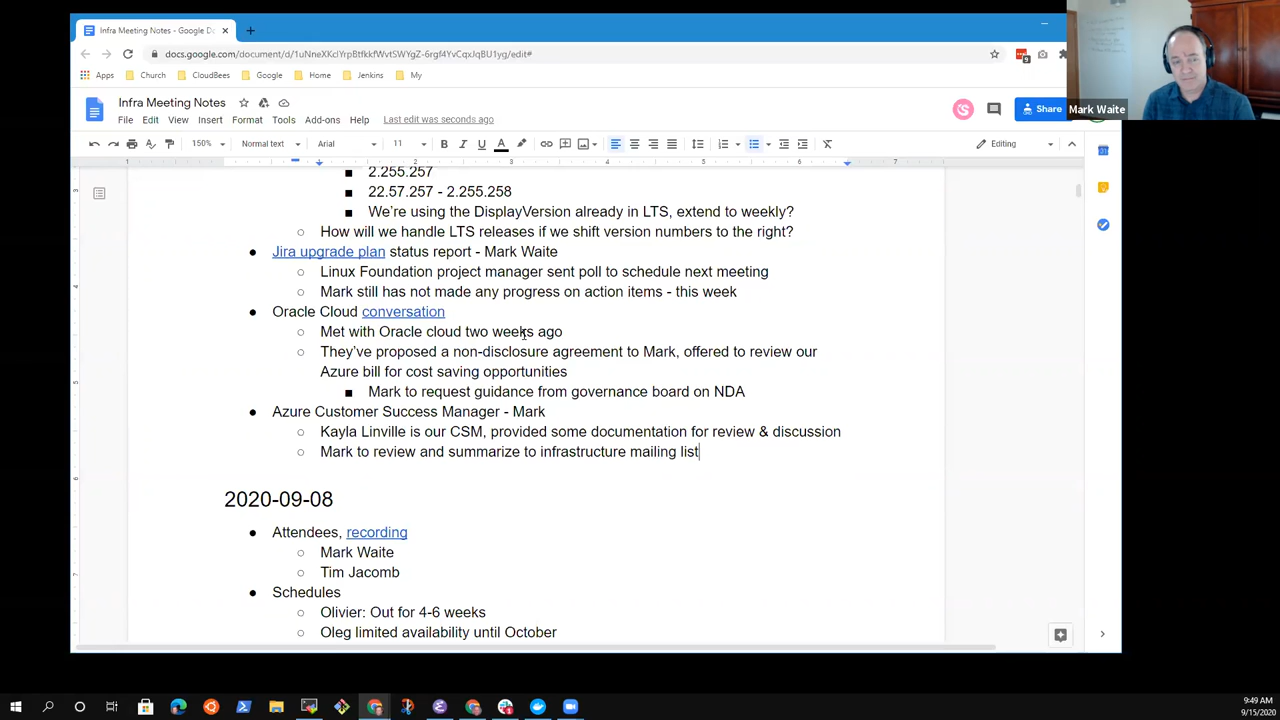 Infra Meeting Notes - Google D
docs.google.com/document/d/1uNneXKcIYrpBtfkkfWvtSWYgZ-6rgf4YvCqxJqBU1yg/edit#
Apps Church CloudBees Google Home Jenkins My
Infra Meeting Notes
File Edit View Insert Format Tools Add-ons Help Last edit was seconds ago
Share
Mark Waite
150% Normal text Arial 11 B I U A Editing
1 1 2 3 4 5 6 7
2.255.257
22.57.257 - 2.255.258
We're using the DisplayVersion already in LTS, extend to weekly?
How will we handle LTS releases if we shift version numbers to the right?
Jira upgrade plan status report - Mark Waite
Linux Foundation project manager sent poll to schedule next meeting
Mark still has not made any progress on action items - this week
Oracle Cloud conversation
Met with Oracle cloud two weeks ago
They've proposed a non-disclosure agreement to Mark, offered to review our
Azure bill for cost saving opportunities
Mark to request guidance from governance board on NDA
Azure Customer Success Manager - Mark
Kayla Linville is our CSM, provided some documentation for review & discussion
Mark to review and summarize to infrastructure mailing list
2020-09-08
Attendees, recording
Mark Waite
Tim Jacomb
Schedules
Olivier: Out for 4-6 weeks
Oleg limited availability until October
9:49 AM
9/15/2020